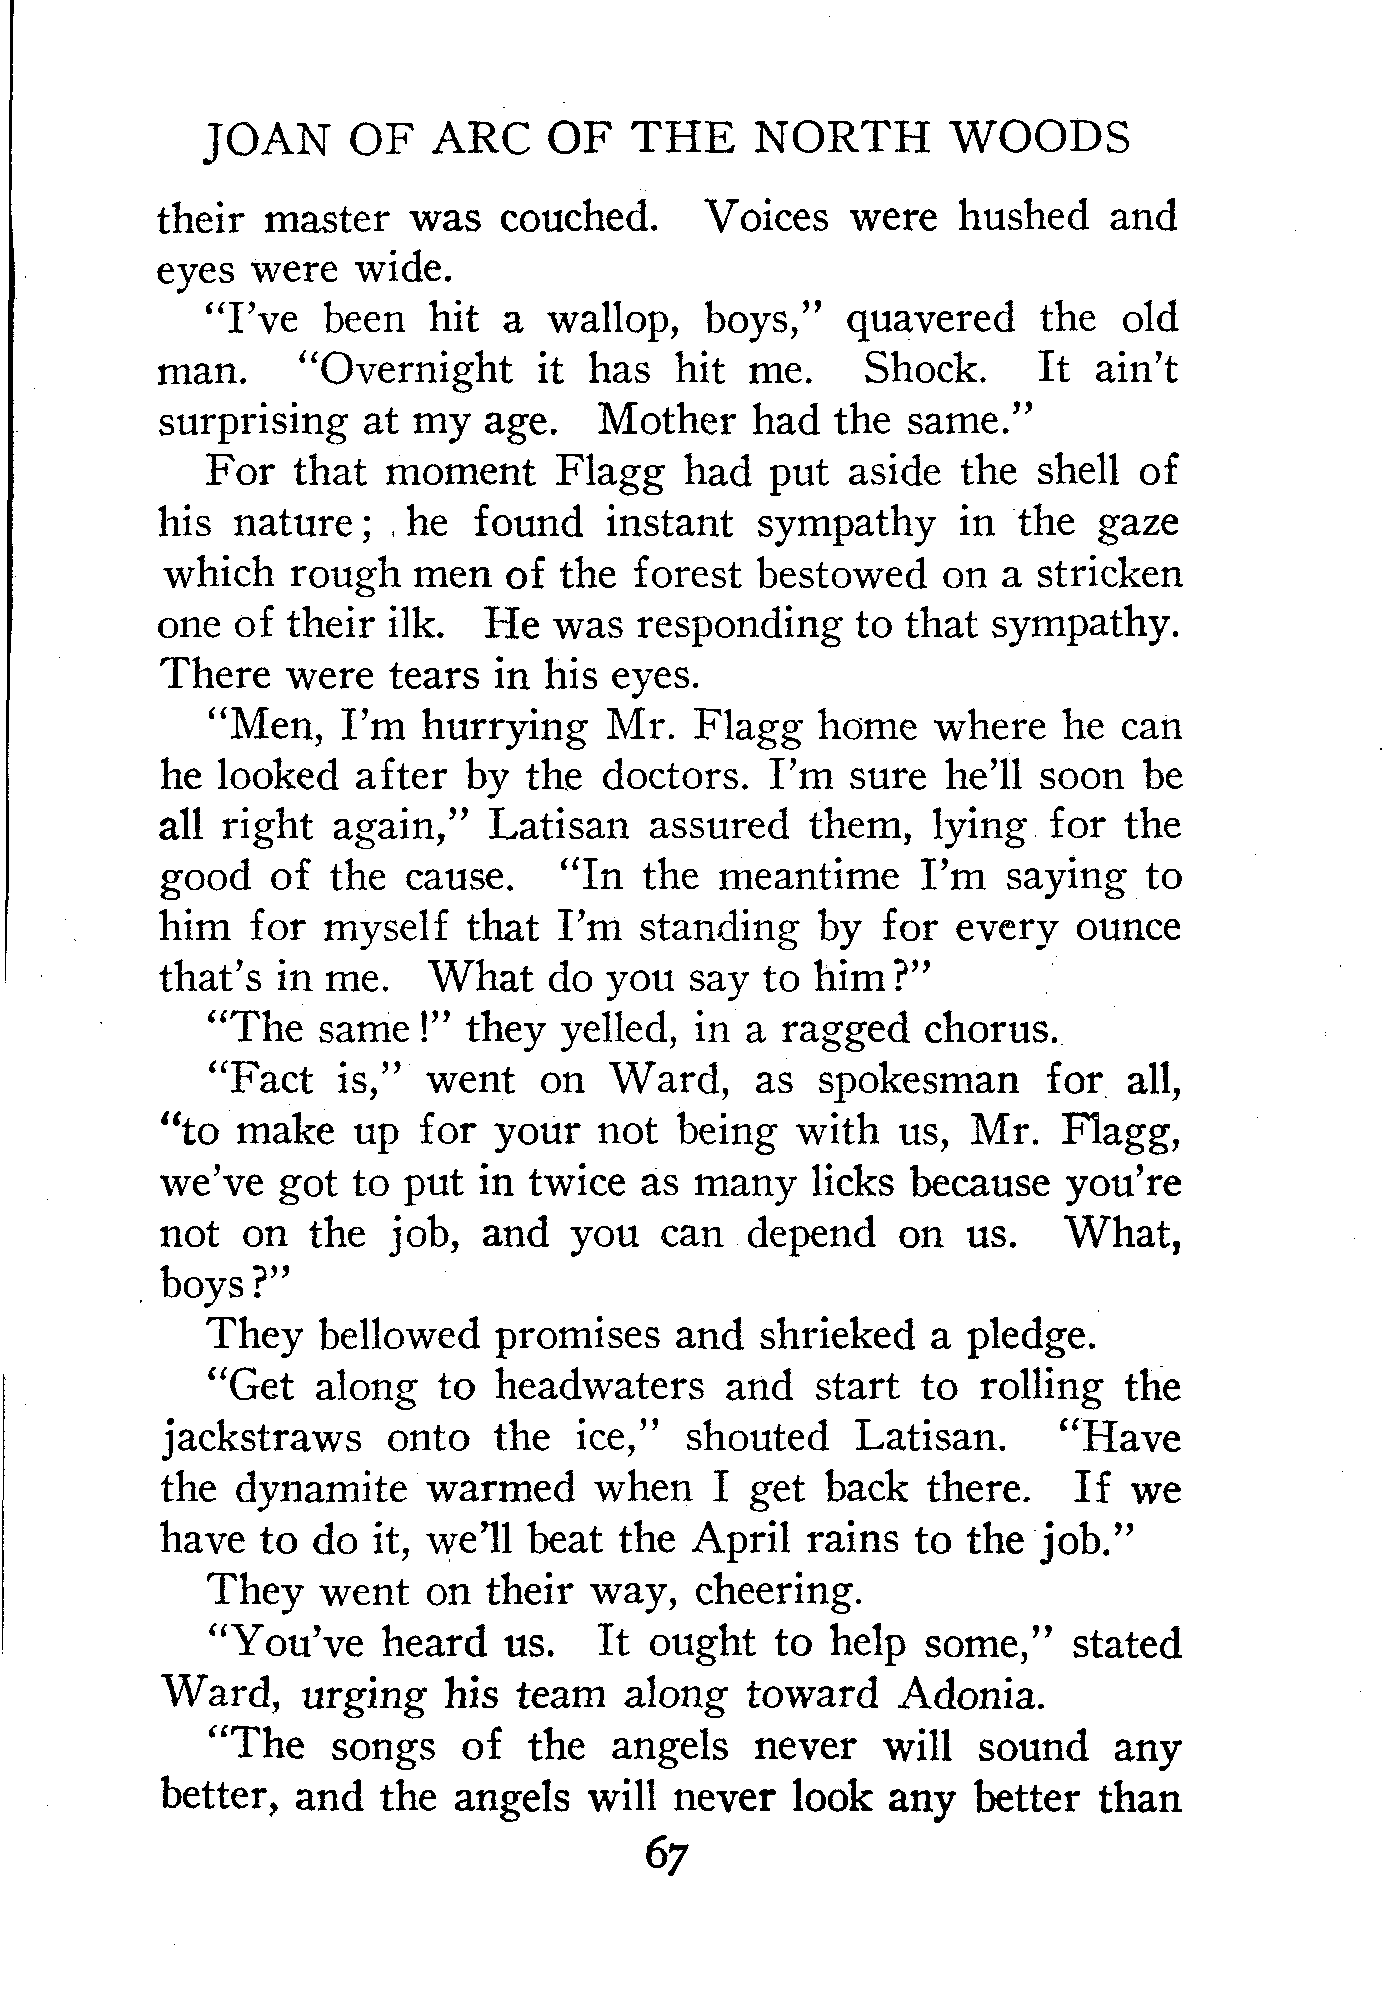 JOAN OF ARC OF THE NORTH WOODS
their master was couched. Voices were hushed and
eyes were wide.
"I've been hit a wallop, boys," quavered the old
man. "Overnight it has hit me. Shock. It ain't
surprising at my age. Mother had the same."
For that moment Flagg had put aside the shell of
his nature; he found instant sympathy in the gaze
which rough men of the forest bestowed on a stricken
one of their ilk. He was responding to that sympathy.
There were tears in his eyes.
"Men, I'm hurrying Mr. Flagg home where he can
he looked after by the doctors. I'm sure he'll soon be
all right again," Latisan assured them, lying for the
good of the cause. "In the meantime I'm saying to
him for myself that I'm standing by for every ounce
that's in me. What do you say to him?"
"The same!" they yelled, in a ragged chorus.
"Fact is," went on Ward, as spokesman for all,
"to make up for your not being with us, Mr. Flagg,
we've got to put in twice as many licks because you're
not on the job, and you can depend on us. What,
boys?"
They bellowed promises and shrieked a pledge.
"Get along to headwaters and start to rolling the
jackstraws onto the ice," shouted Latisan. "Have
the dynamite warmed when I get back there. If we
have to do it, we'll beat the April rains to the job."
They went on their way, cheering.
"You've heard us. It ought to help some," stated
Ward, urging his team along toward Adonia.
"The songs of the angels never will sound any
better, and the angels will never look any better than
67